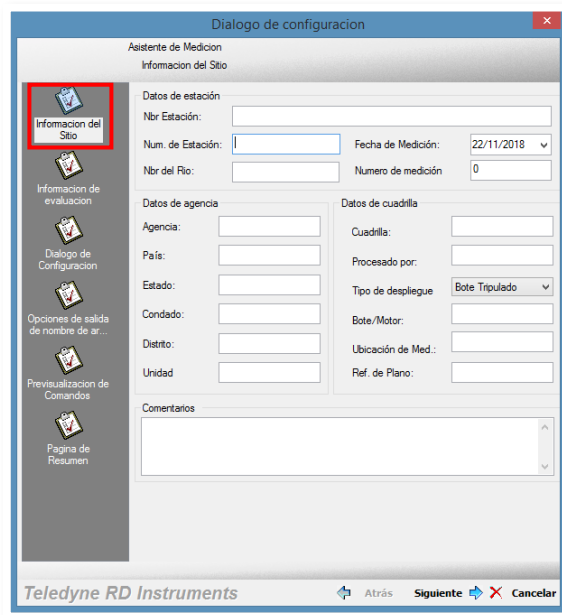 Dialogo de configuracion
Asistente de Medicion
Informacion del Sitio
Informacion del
Sitio
Informacion de
evaluacion
Dialogo de
Configuracion
Opciones de salida
de nombre de ar...
Previsualizacion de
Comandos
Pagina de
Resumen
Datos de estación
Nbr Estación:
Num. de Estación:
Fecha de Medición: 22/11/2018
Nbr del Rio:
Numero de medición 0
Datos de agencia
Agencia:
País:
Estado:
Condado:
Distrito:
Unidad
Datos de cuadrilla
Cuadrilla:
Procesado por:
Tipo de despliegue Bote Tripulado
Bote/Motor:
Ubicación de Med.:
Ref. de Plano:
Comentarios
Teledyne RD Instruments
Atrás Siguiente Cancelar